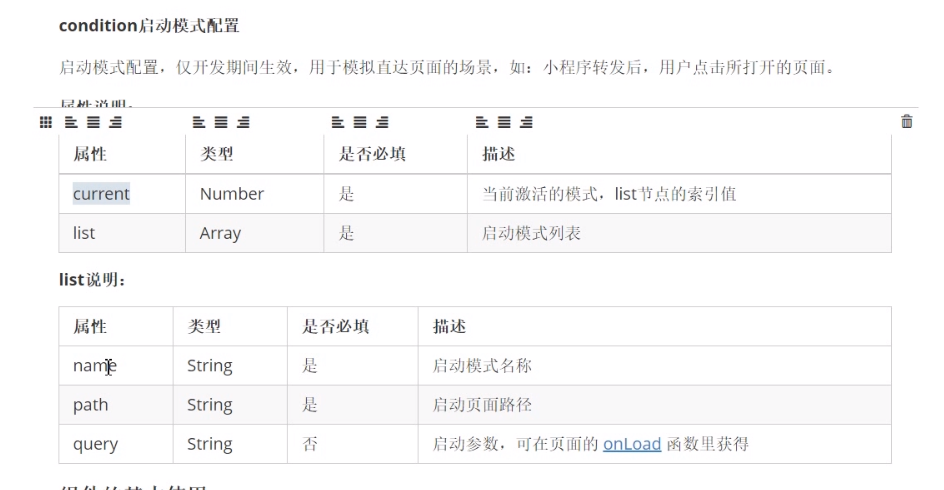 condition启动模式配置
启动模式配置，仅开发期间生效，用于模拟直达页面的场景，如：小程序转发后，用户点击所打开的页面。
属性说明：
属性 类型 是否必填 描述
current Number 是 当前激活的模式，list节点的索引值
list Array 是 启动模式列表
list说明：
属性 类型 是否必填 描述
name String 是 启动模式名称
path String 是 启动页面路径
query String 否 启动参数，可在页面的 onLoad 函数里获得